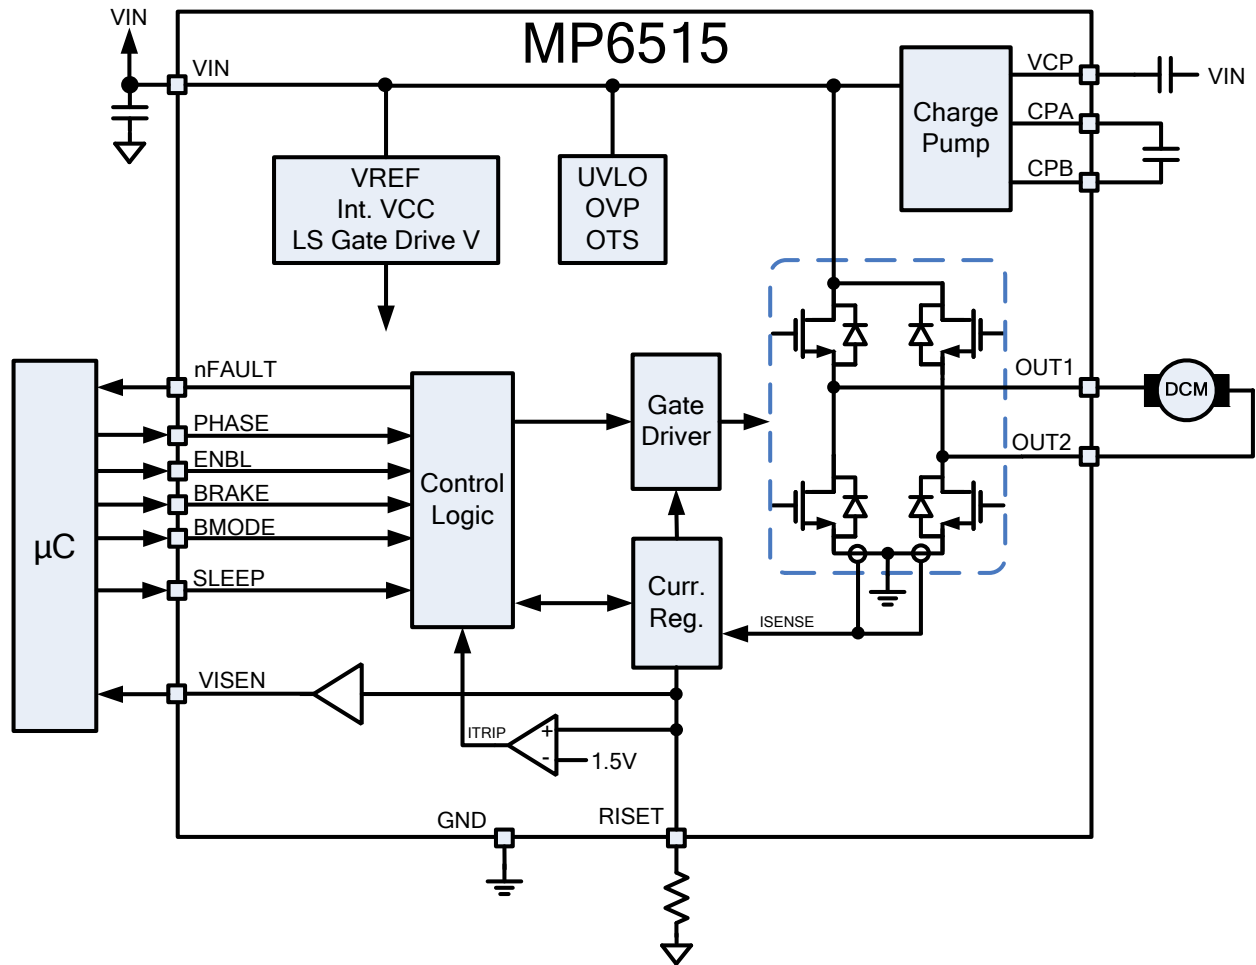 VIN
MP6515
VIN
VCP
VIN
Charge
Pump
CPA
CPB
VREF
Int. VCC
LS Gate Drive V
UVLO
OVP
OTS
nFAULT
PHASE
ENBL
BRAKE
BMODE
SLEEP
µC
Control
Logic
Gate
Driver
OUT1
DCM
OUT2
Curr.
Reg.
ISENSE
VISEN
ITRIP
+
-
1.5V
GND
RISET